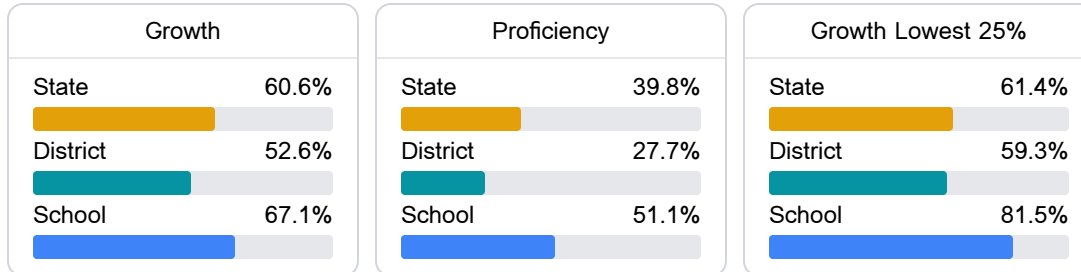 Growth
State 60.6%
District 52.6%
School 67.1%
Proficiency
State 39.8%
District 27.7%
School 51.1%
Growth Lowest 25%
State 61.4%
District 59.3%
School 81.5%